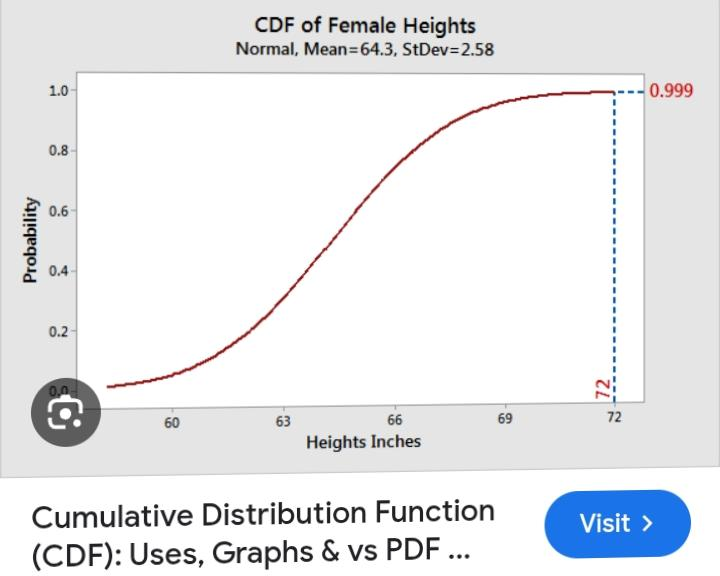 CDF of Female Heights
Normal, Mean=64.3, StDev=2.58
1.0
0.999
0.8
Probability
0.6
0.4
0.2
0.0
72
60 63 66 69 72
Heights Inches
Cumulative Distribution Function
(CDF): Uses, Graphs & vs PDF ...
Visit >